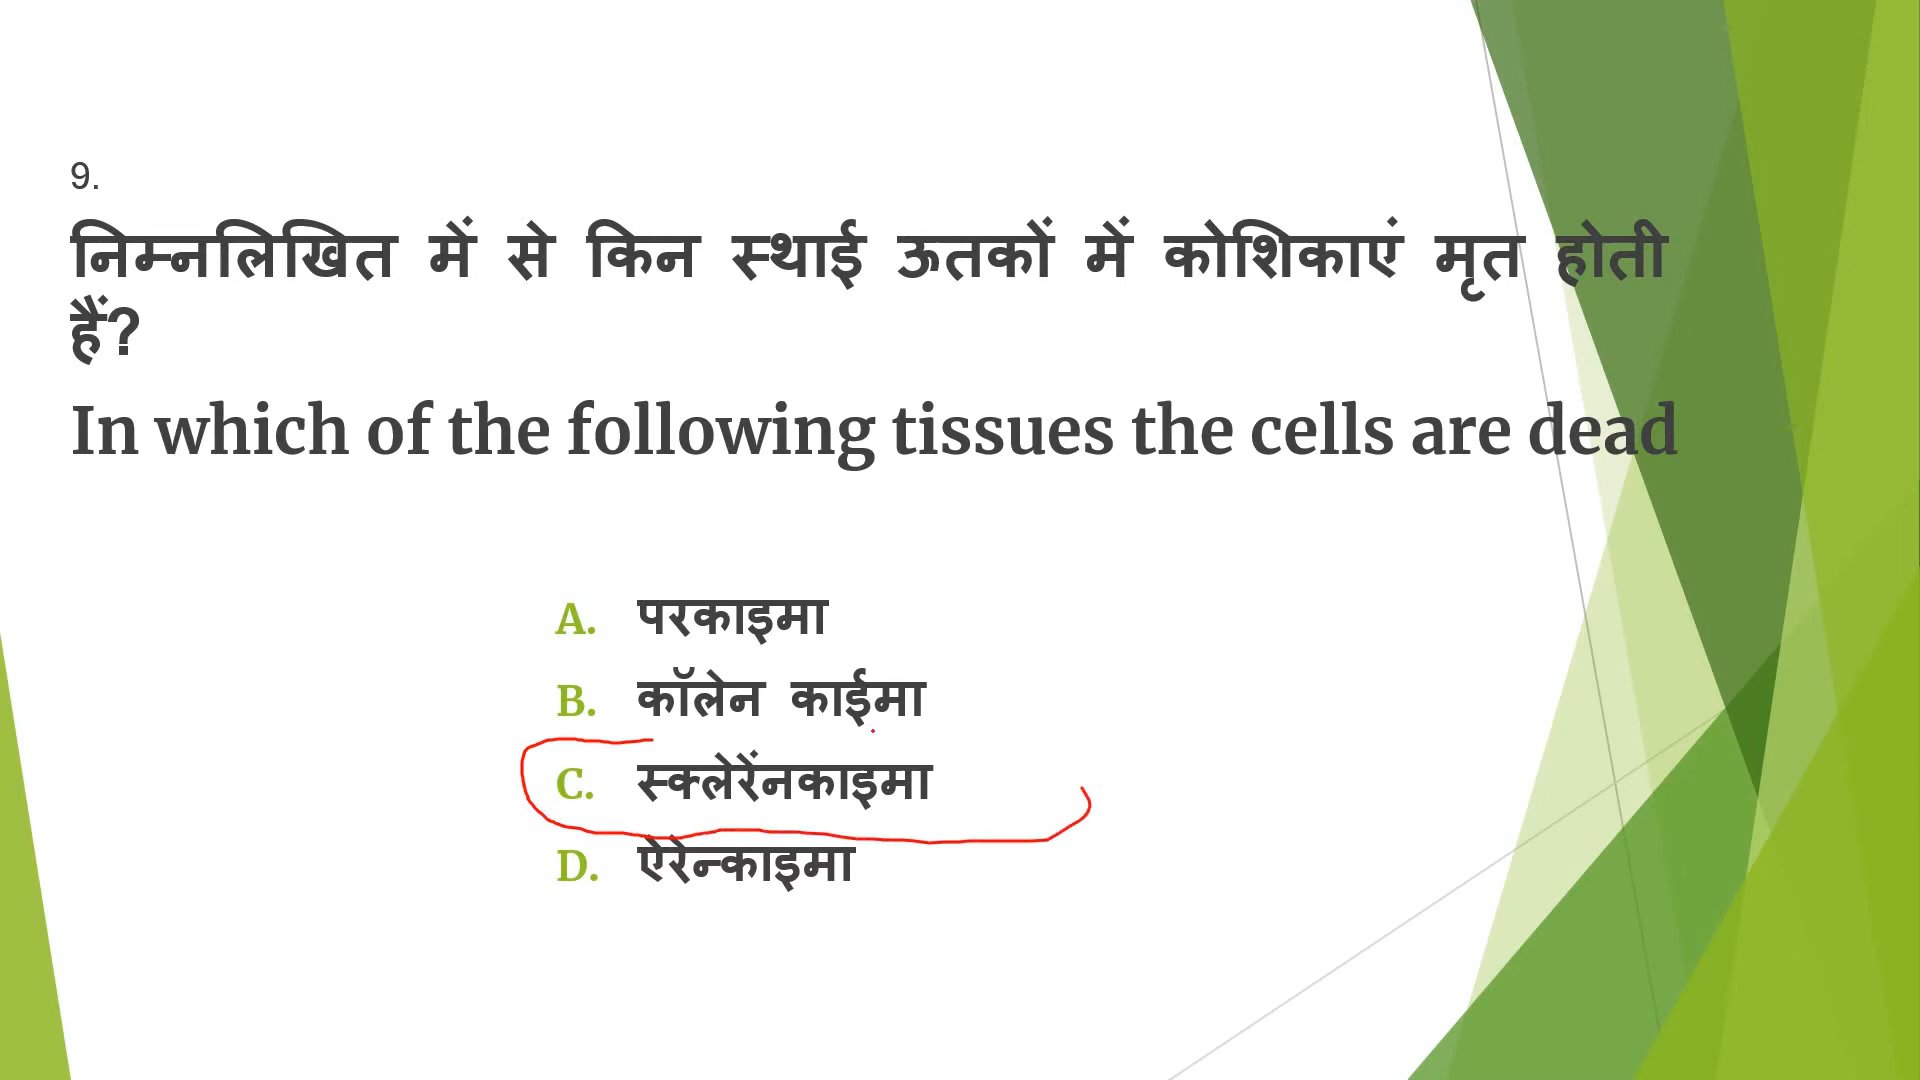 9.
निम्नलिखित में से किन स्थाई ऊतकों में कोशिकाएं मृत होती
हैं?
In which of the following tissues the cells are dead
A. परकाइमा
B. कॉलेन काईमा
C. स्क्लेरेंनकाइमा
D. ऐरेन्काइमा